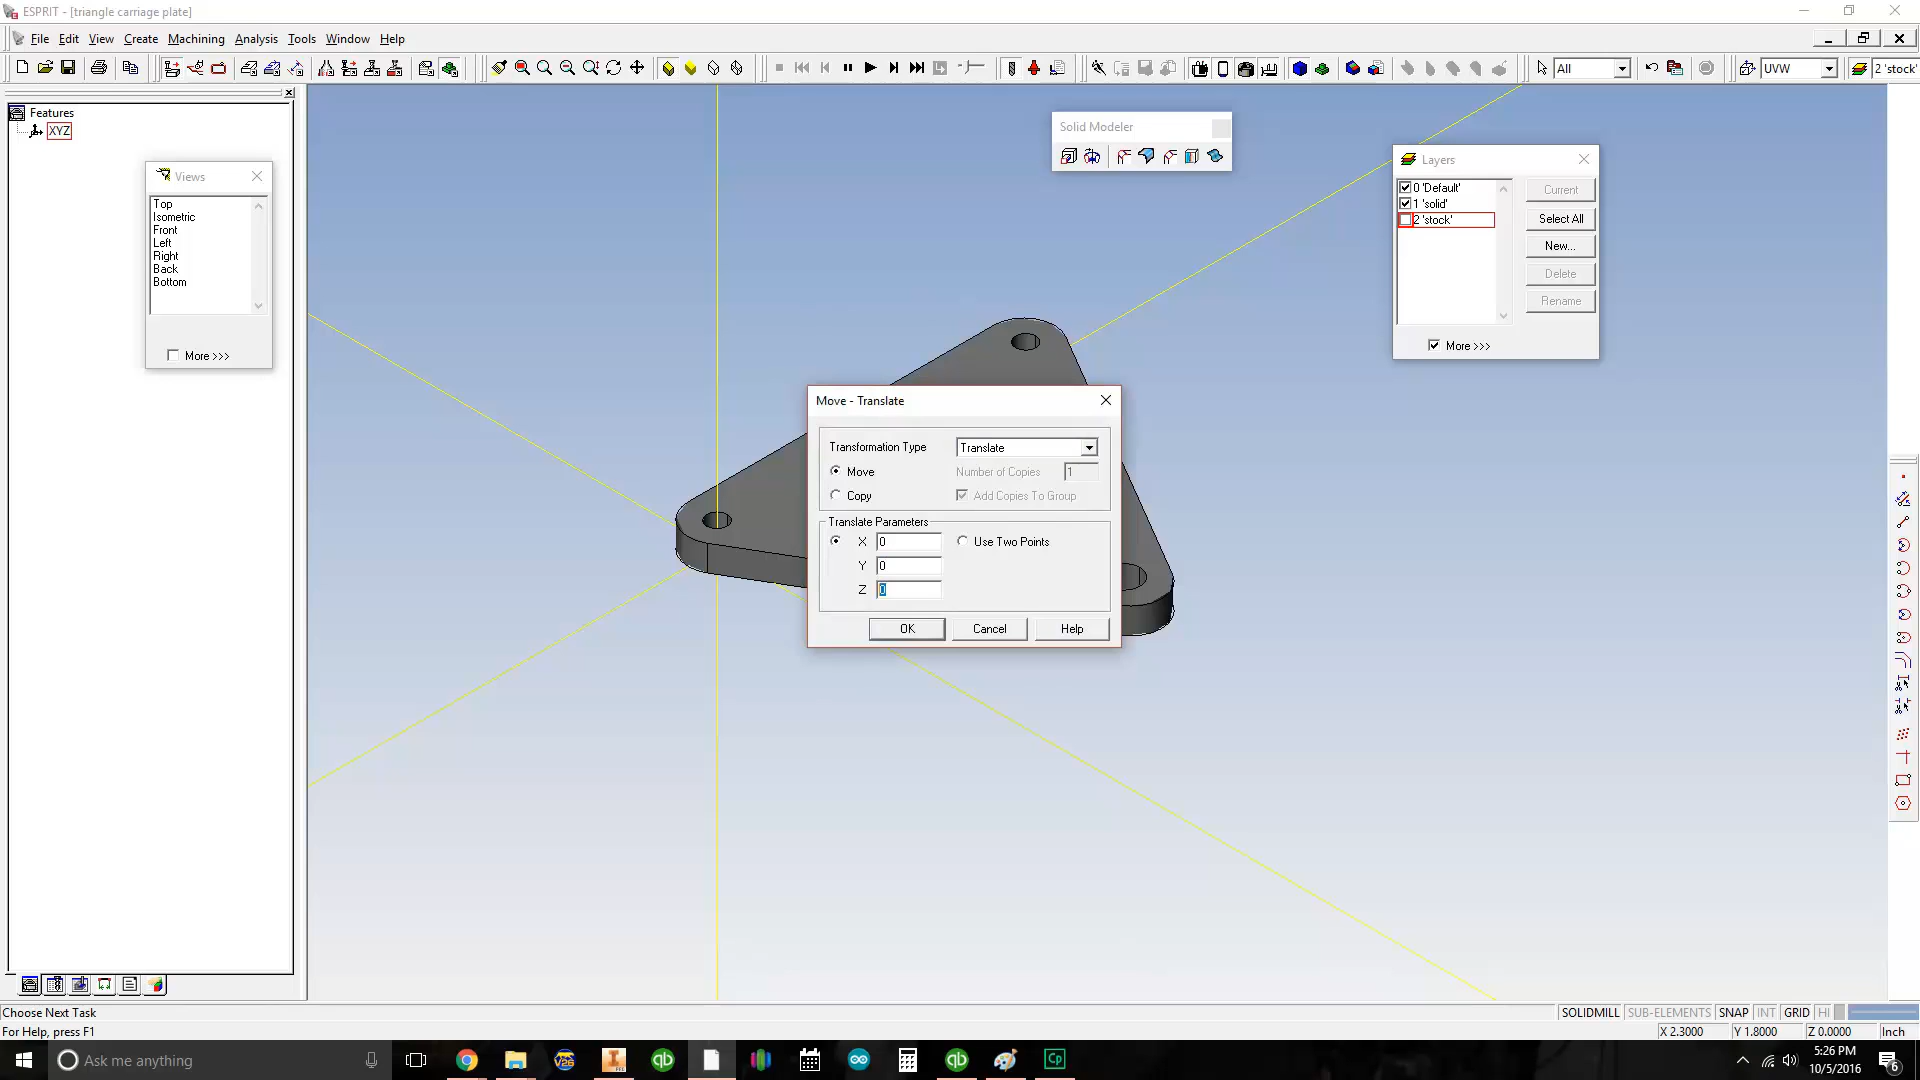 ESPRIT - [triangle carriage plate]
File Edit View Create Machining Analysis Tools Window Help
All
UVW
2 'stock'
Features
XYZ
Views
Top
Isometric
Front
Left
Right
Back
Bottom
More >>>
Solid Modeler
Layers
0 'Default'
1 'solid'
2 'stock'
Current
Select All
New...
Delete
Rename
More >>>
Move - Translate
Transformation Type Translate
Move Number of Copies 1
Copy Add Copies To Group
Translate Parameters
X 0 Use Two Points
Y 0
Z 0
OK Cancel Help
Choose Next Task
SOLIDMILL SUB-ELEMENTS SNAP INT GRID HI
For Help, press F1
X 2.3000 Y 1.8000 Z 0.0000 Inch
Ask me anything
qb
qb
Cp
5:26 PM
10/5/2016
6